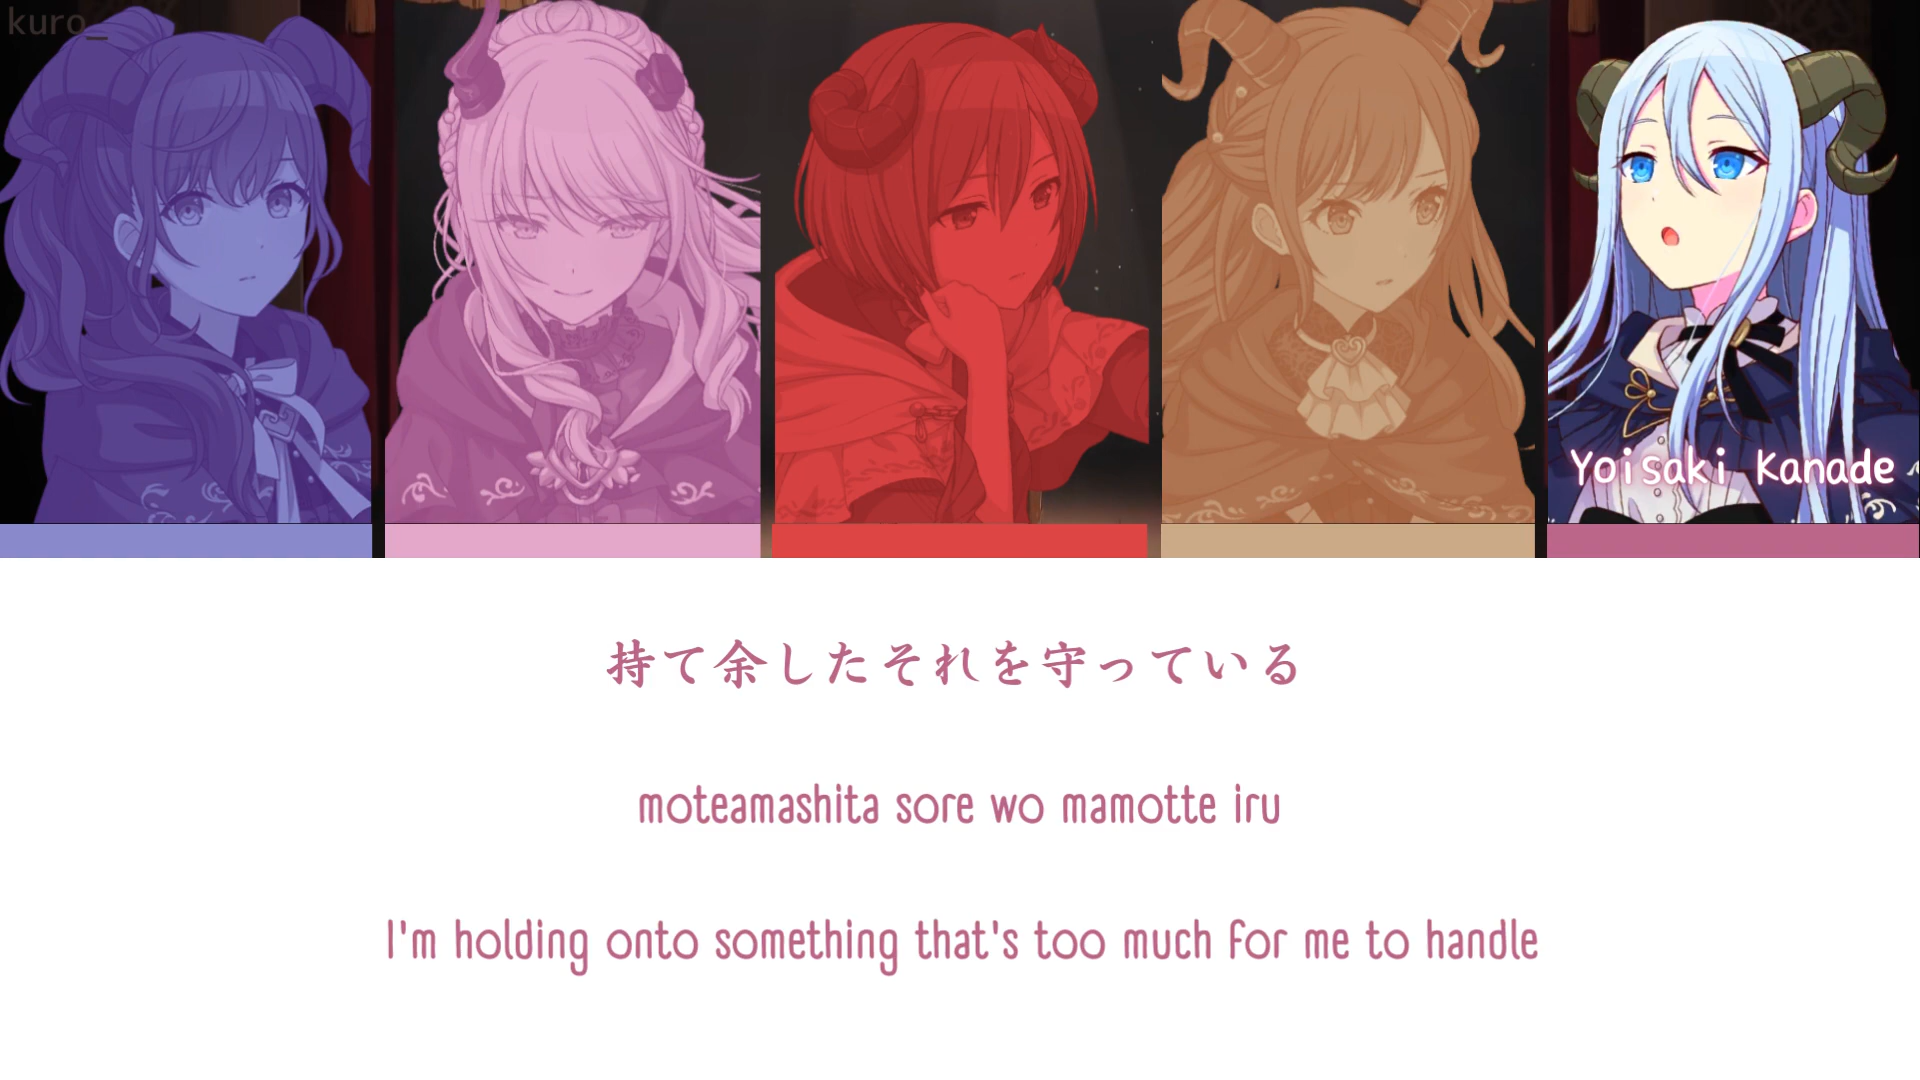 kuro_
Yoisaki Kanade
持て余したそれを守っている
moteamashita sore wo mamotte iru
I'm holding onto something that's too much for me to handle